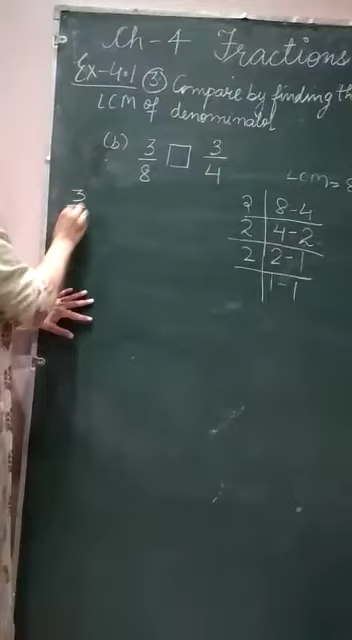 Ch-4 Fractions
Ex-4.1 ③ Compare by finding th
LCM of denominator
(b) 3/8 □ 3/4
LCM = 8
2 | 8-4
2 | 4-2
2 | 2-1
| 1-1
3